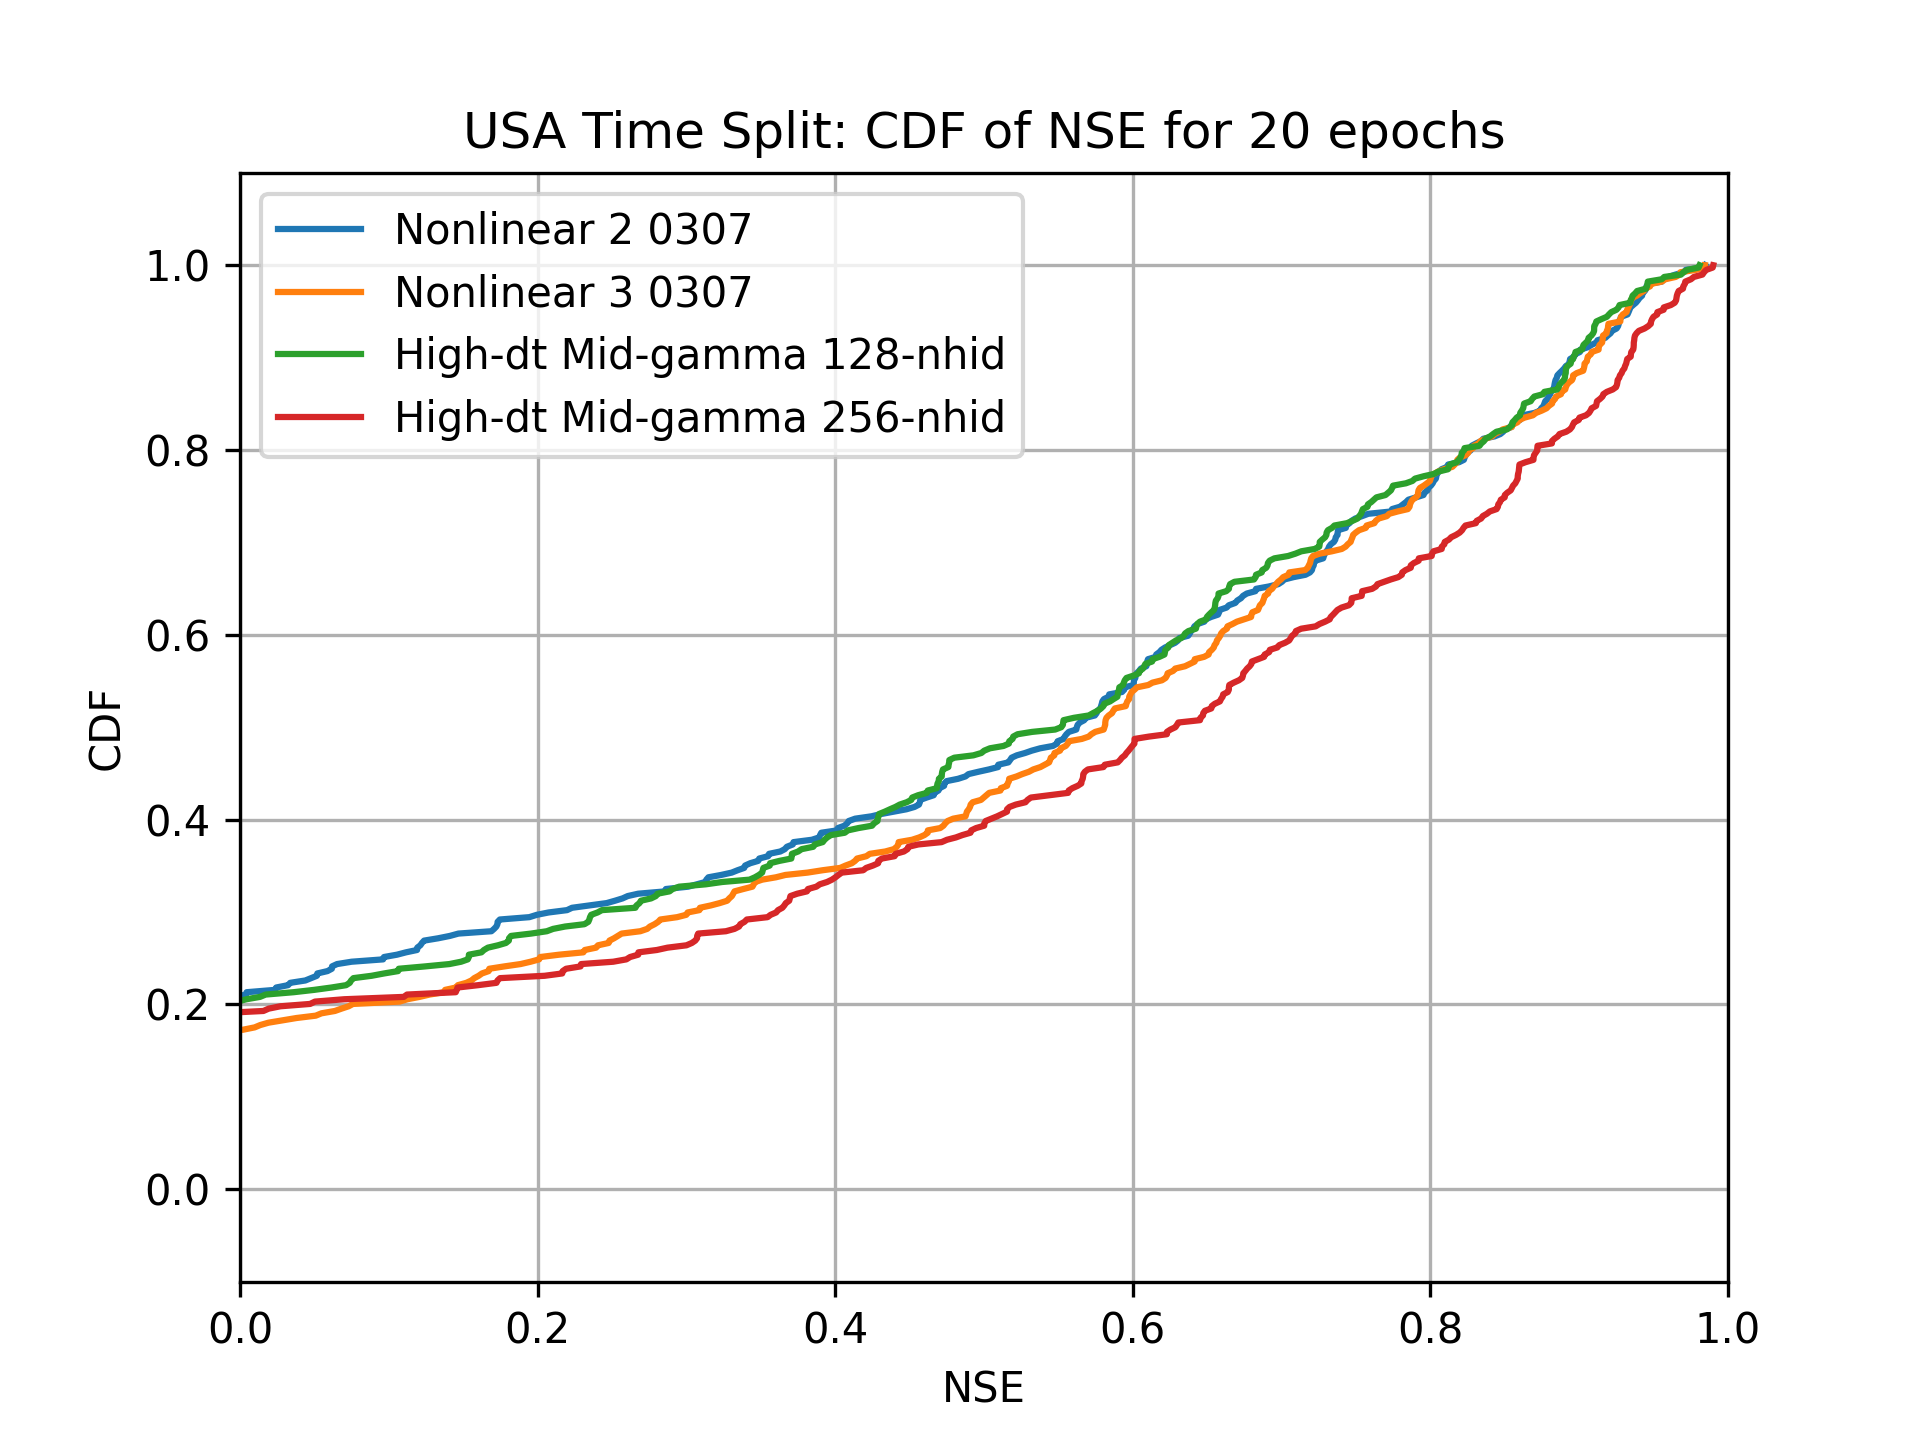 USA Time Split: CDF of NSE for 20 epochs
Nonlinear 2 0307
Nonlinear 3 0307
High-dt Mid-gamma 128-nhid
High-dt Mid-gamma 256-nhid
1.0
0.8
0.6
0.4
0.2
0.0
CDF
0.0 0.2 0.4 0.6 0.8 1.0
NSE